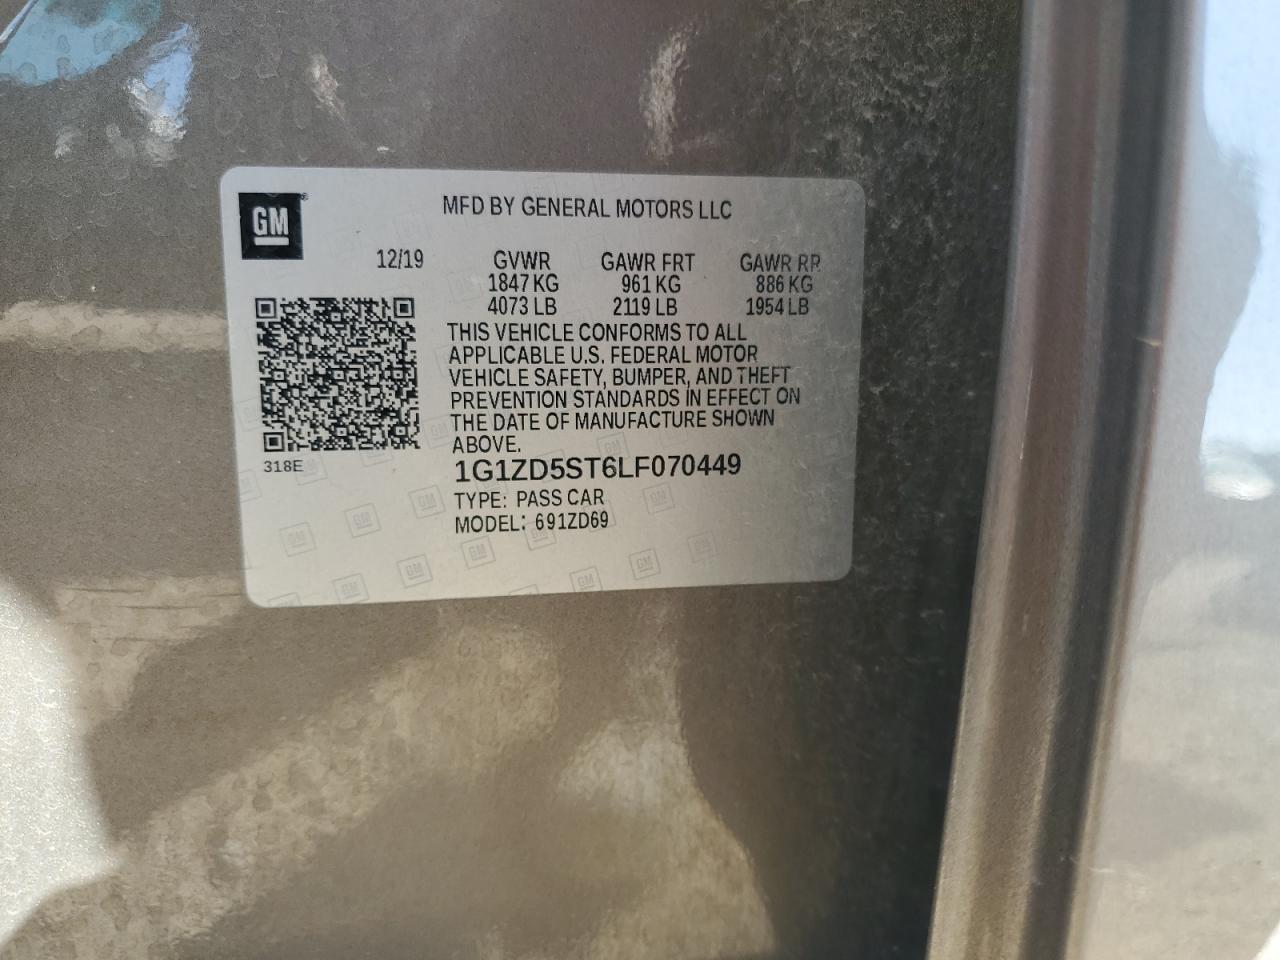 GM
MFD BY GENERAL MOTORS LLC
12/19 GVWR GAWR FRT GAWR RR
1847 KG 961 KG 886 KG
4073 LB 2119 LB 1954 LB
THIS VEHICLE CONFORMS TO ALL
APPLICABLE U.S. FEDERAL MOTOR
VEHICLE SAFETY, BUMPER, AND THEFT
PREVENTION STANDARDS IN EFFECT ON
THE DATE OF MANUFACTURE SHOWN
ABOVE.
318E
1G1ZD5ST6LF070449
TYPE: PASS CAR
MODEL: 691ZD69